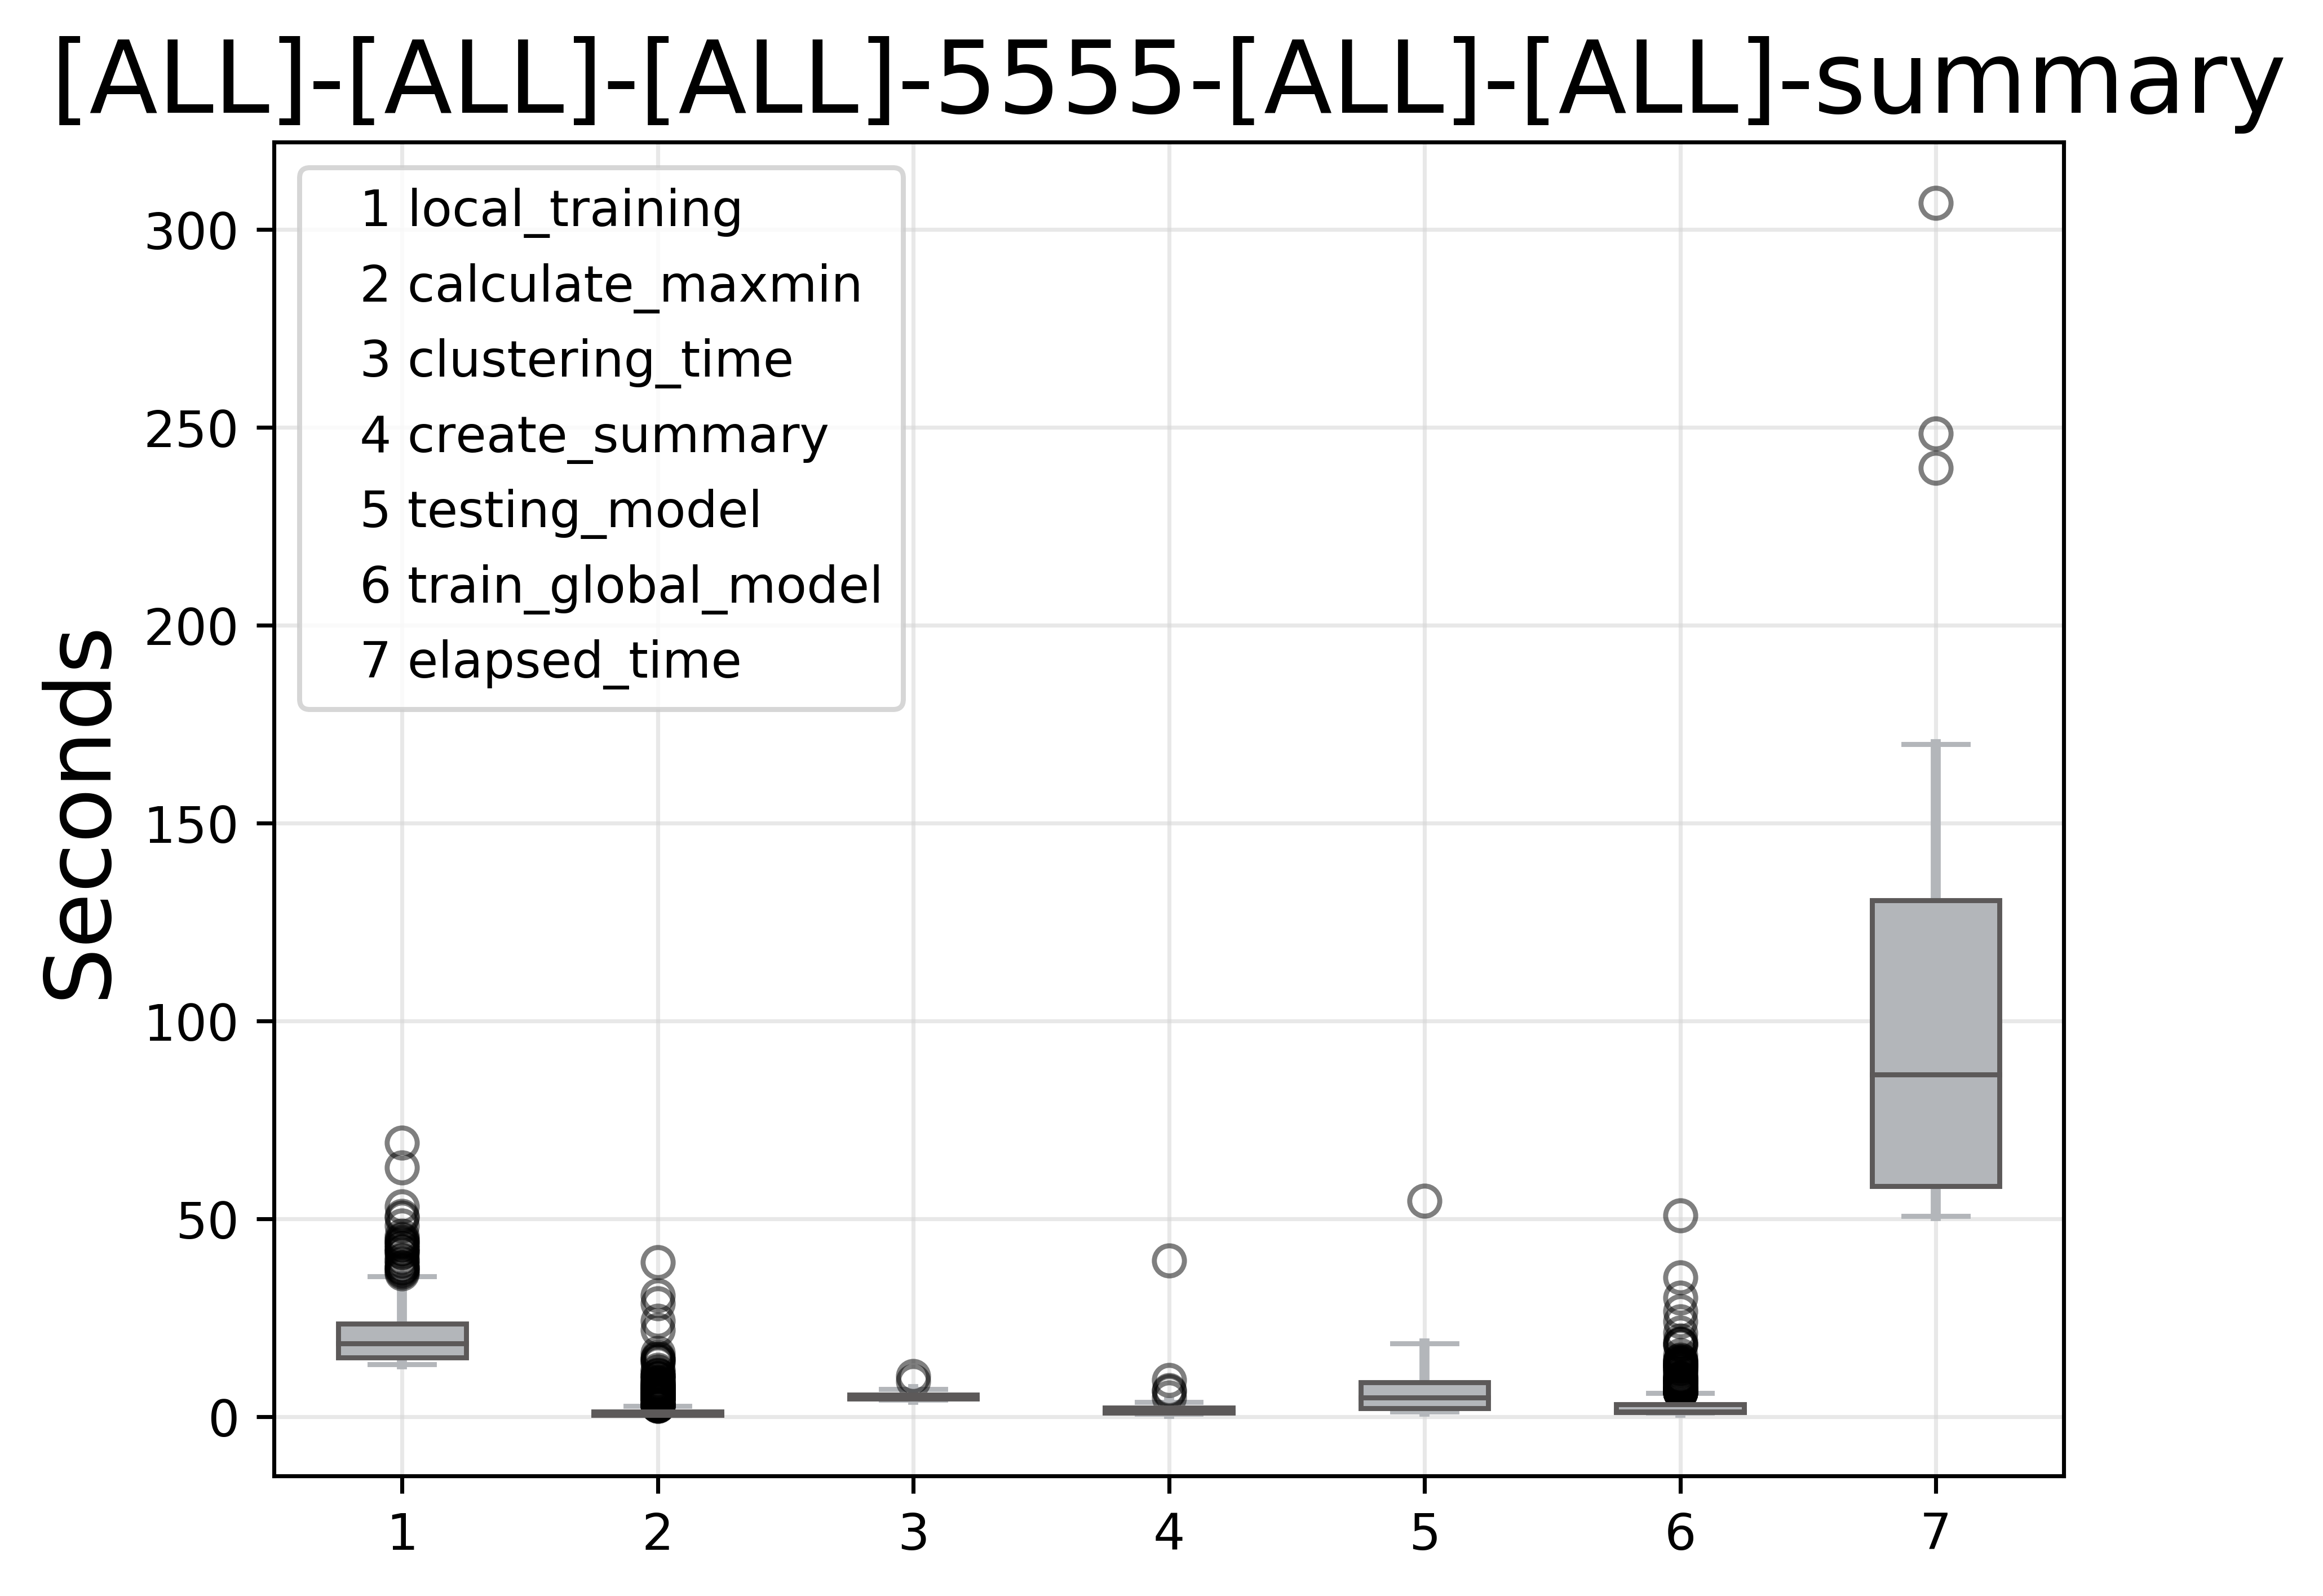 [ALL]-[ALL]-[ALL]-5555-[ALL]-[ALL]-summary
1 local_training
2 calculate_maxmin
3 clustering_time
4 create_summary
5 testing_model
6 train_global_model
7 elapsed_time
Seconds
300
250
200
150
100
50
0
1 2 3 4 5 6 7